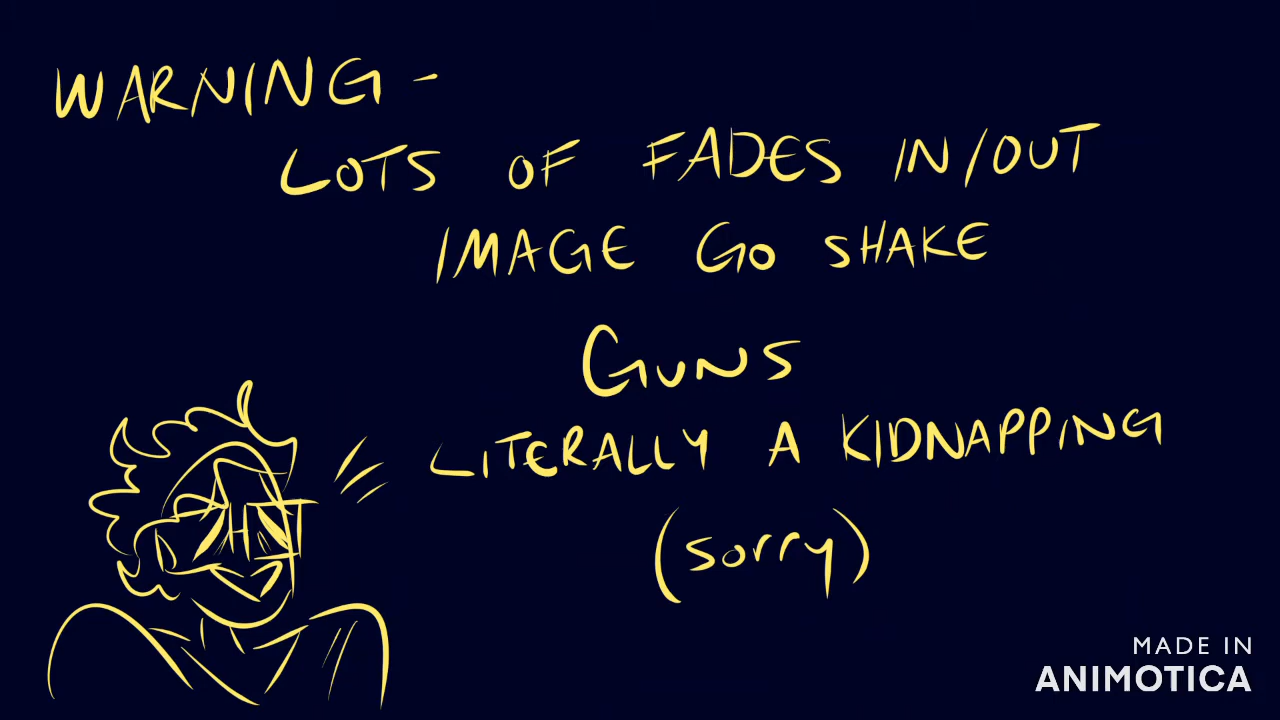 WARNING -
LOTS OF FADES IN/OUT
IMAGE GO SHAKE
GUNS
LITERALLY A KIDNAPPING
(sorry)
MADE IN
ANIMOTICA